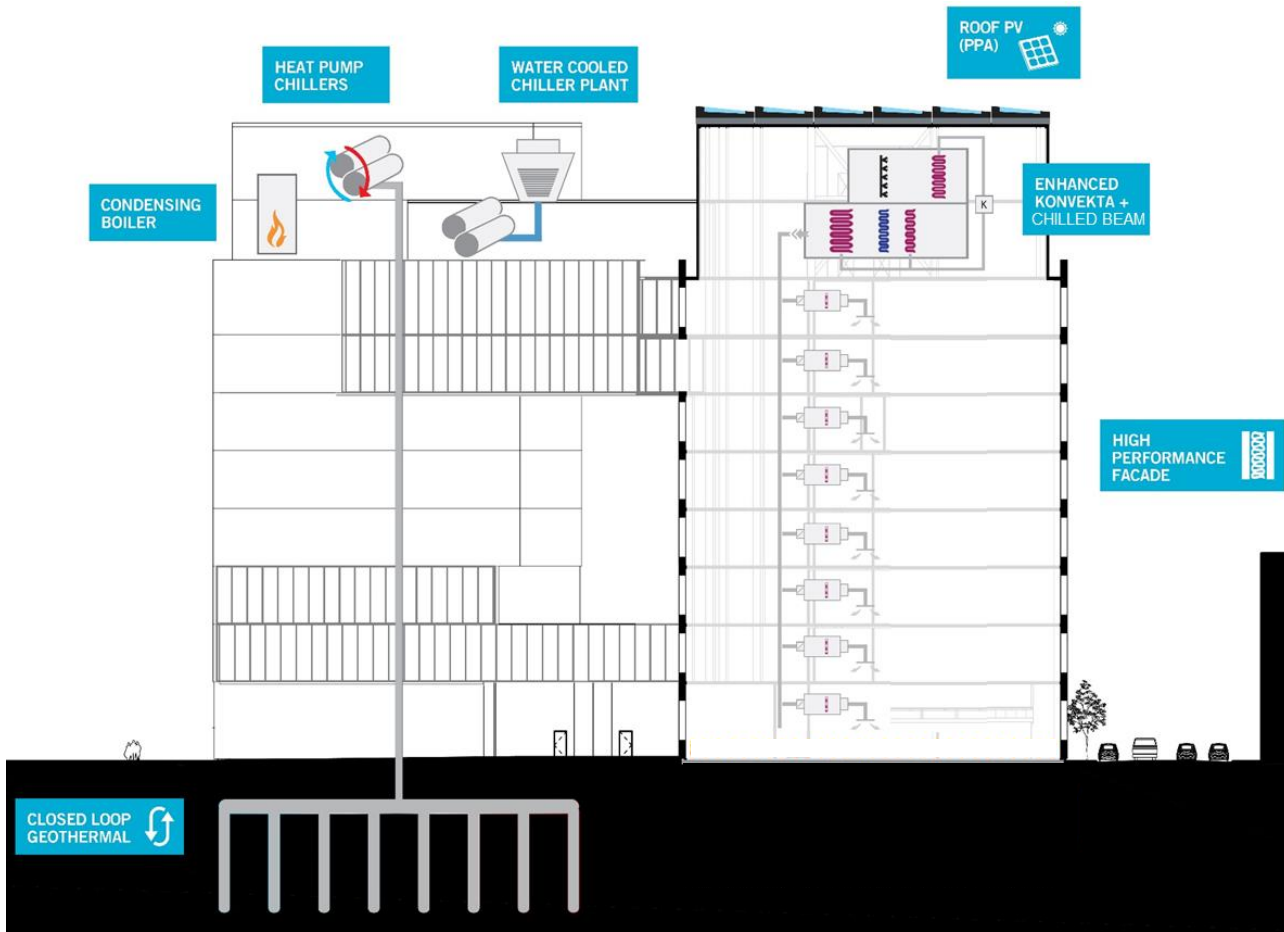 ROOF PV
(PPA)
HEAT PUMP
CHILLERS
WATER COOLED
CHILLER PLANT
CONDENSING
BOILER
ENHANCED
KONVEKTA +
CHILLED BEAM
K
HIGH
PERFORMANCE
FACADE
CLOSED LOOP
GEOTHERMAL